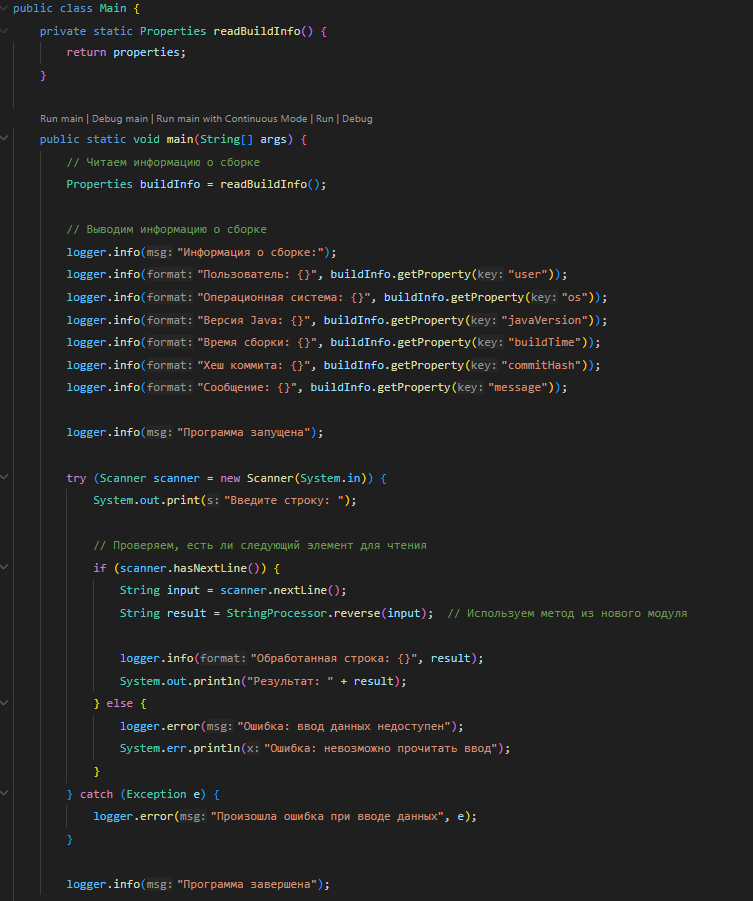 public class Main {
private static Properties readBuildInfo() {
return properties;
}
Run main | Debug main | Run main with Continuous Mode | Run | Debug
public static void main(String[] args) {
// Читаем информацию о сборке
Properties buildInfo = readBuildInfo();
// Выводим информацию о сборке
logger.info(msg: "Информация о сборке:");
logger.info(format: "Пользователь: {}", buildInfo.getProperty(key: "user"));
logger.info(format: "Операционная система: {}", buildInfo.getProperty(key: "os"));
logger.info(format: "Версия Java: {}", buildInfo.getProperty(key: "javaVersion"));
logger.info(format: "Время сборки: {}", buildInfo.getProperty(key: "buildTime"));
logger.info(format: "Хеш коммита: {}", buildInfo.getProperty(key: "commitHash"));
logger.info(format: "Сообщение: {}", buildInfo.getProperty(key: "message"));
logger.info(msg: "Программа запущена");
try (Scanner scanner = new Scanner(System.in)) {
System.out.print(s: "Введите строку: ");
// Проверяем, есть ли следующий элемент для чтения
if (scanner.hasNextLine()) {
String input = scanner.nextLine();
String result = StringProcessor.reverse(input);  // Используем метод из нового модуля
logger.info(format: "Обработанная строка: {}", result);
System.out.println("Результат: " + result);
} else {
logger.error(msg: "Ошибка: ввод данных недоступен");
System.err.println(x: "Ошибка: невозможно прочитать ввод");
}
} catch (Exception e) {
logger.error(msg: "Произошла ошибка при вводе данных", e);
}
logger.info(msg: "Программа завершена");